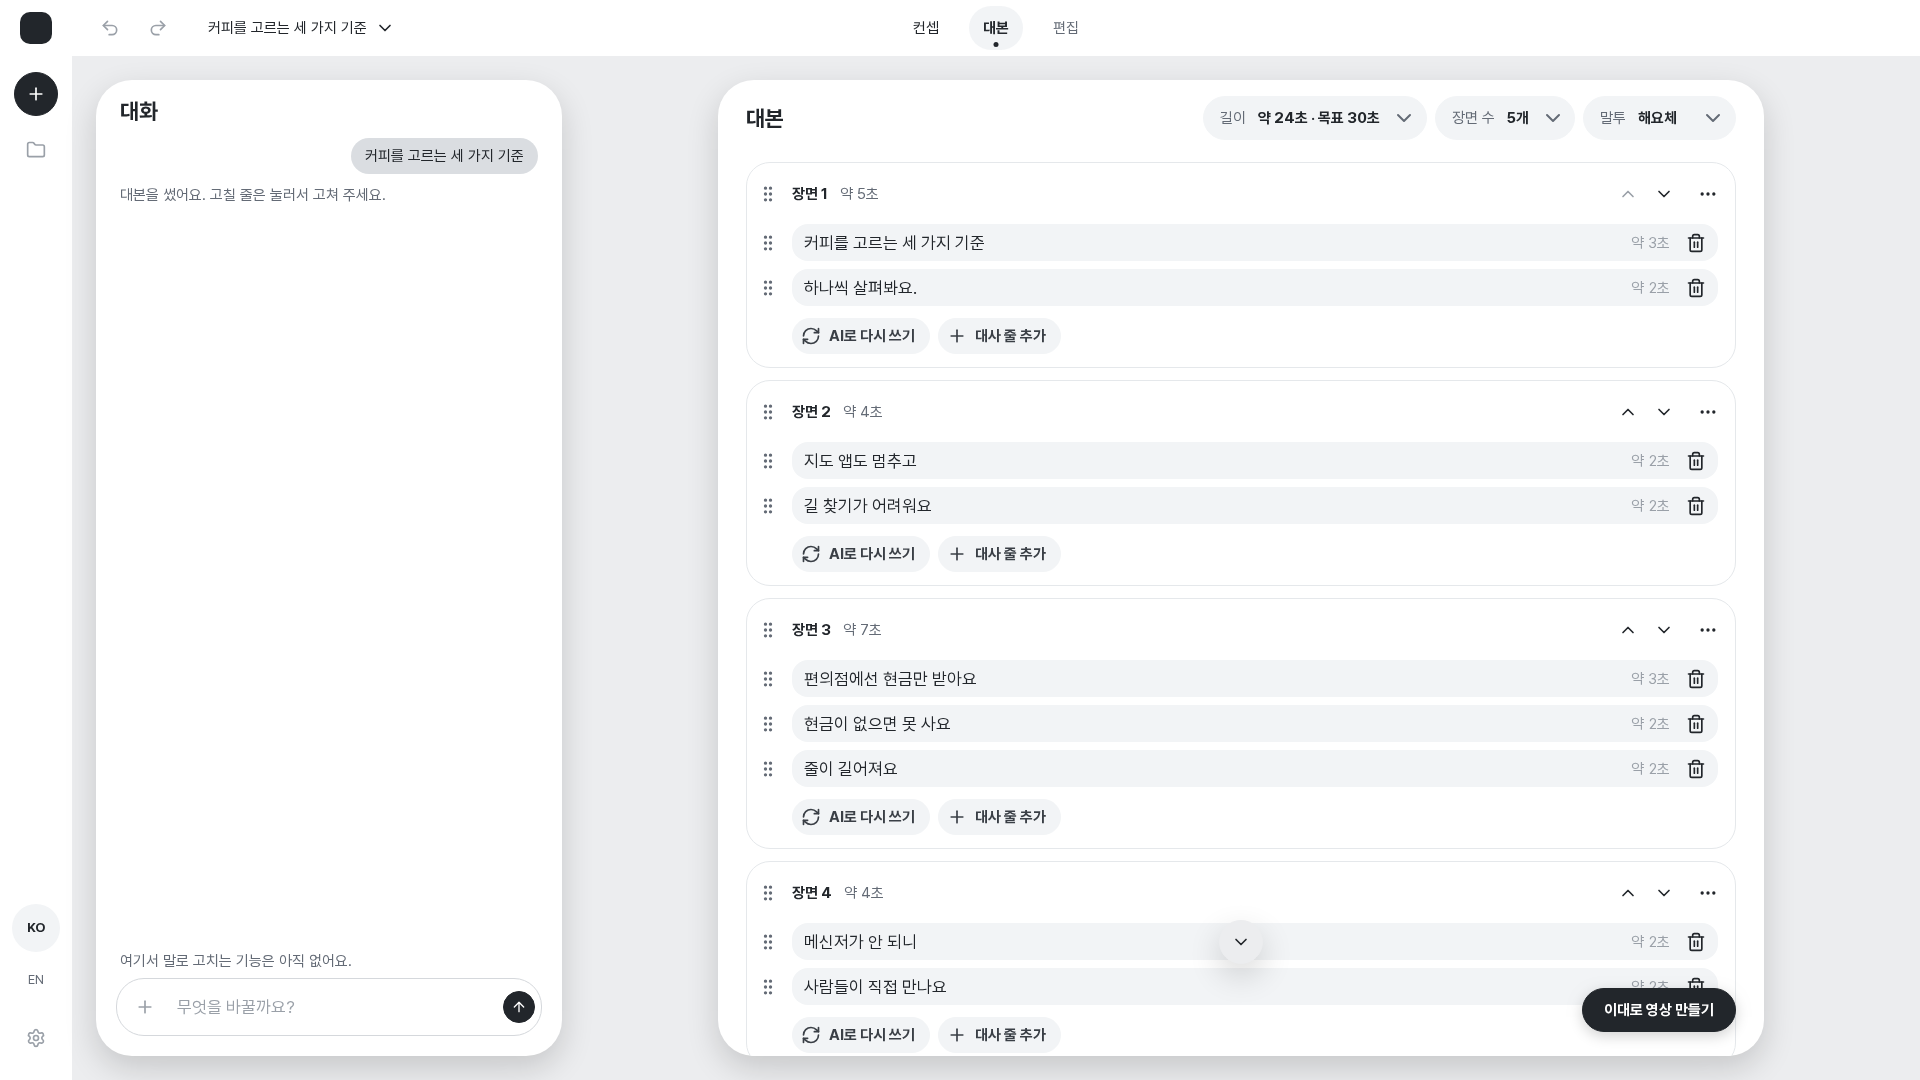 커피를 고르는 세 가지 기준
컨셉
대본
편집
대화
커피를 고르는 세 가지 기준
대본을 썼어요. 고칠 줄은 눌러서 고쳐 주세요.
여기서 말로 고치는 기능은 아직 없어요.
무엇을 바꿀까요?
KO
EN
대본
길이 약 24초 · 목표 30초
장면 수 5개
말투 해요체
장면 1 약 5초
커피를 고르는 세 가지 기준 약 3초
하나씩 살펴봐요. 약 2초
AI로 다시 쓰기 대사 줄 추가
장면 2 약 4초
지도 앱도 멈추고 약 2초
길 찾기가 어려워요 약 2초
AI로 다시 쓰기 대사 줄 추가
장면 3 약 7초
편의점에선 현금만 받아요 약 3초
현금이 없으면 못 사요 약 2초
줄이 길어져요 약 2초
AI로 다시 쓰기 대사 줄 추가
장면 4 약 4초
메신저가 안 되니 약 2초
사람들이 직접 만나요 약 2초
AI로 다시 쓰기 대사 줄 추가
이대로 영상 만들기